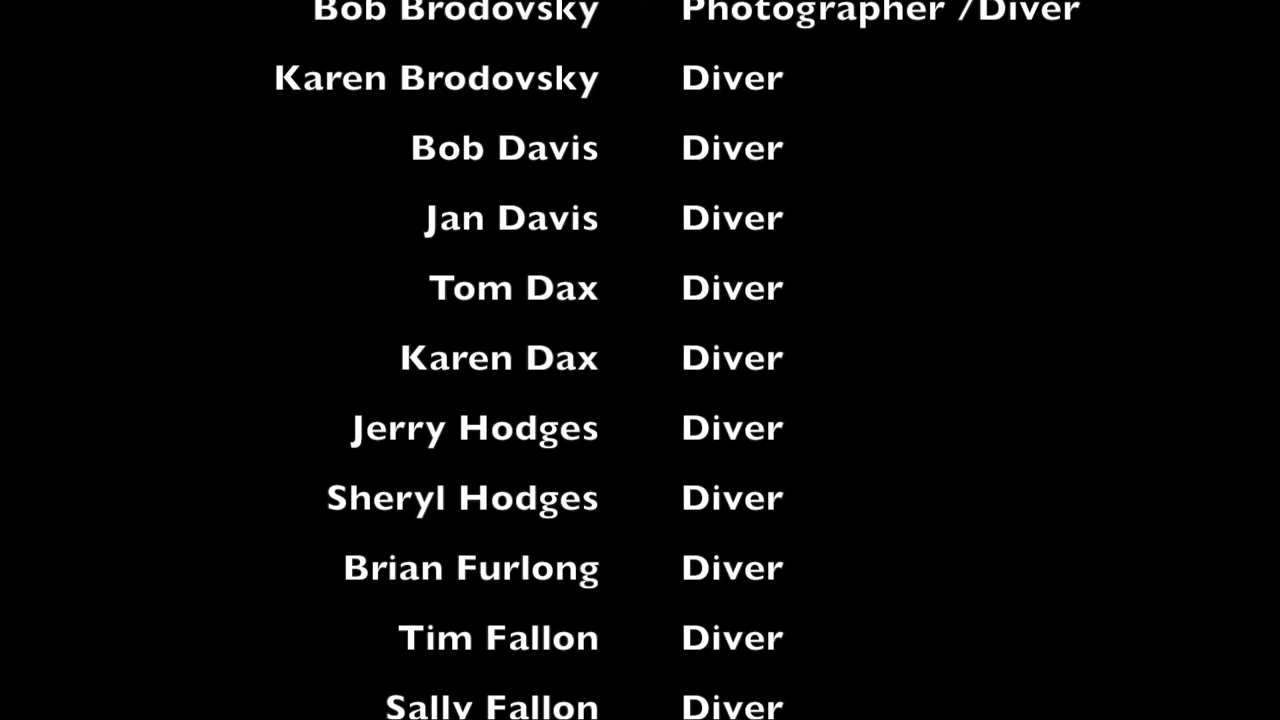 Bob Brodovsky Photographer /Diver
Karen Brodovsky Diver
Bob Davis Diver
Jan Davis Diver
Tom Dax Diver
Karen Dax Diver
Jerry Hodges Diver
Sheryl Hodges Diver
Brian Furlong Diver
Tim Fallon Diver
Sally Fallon Diver